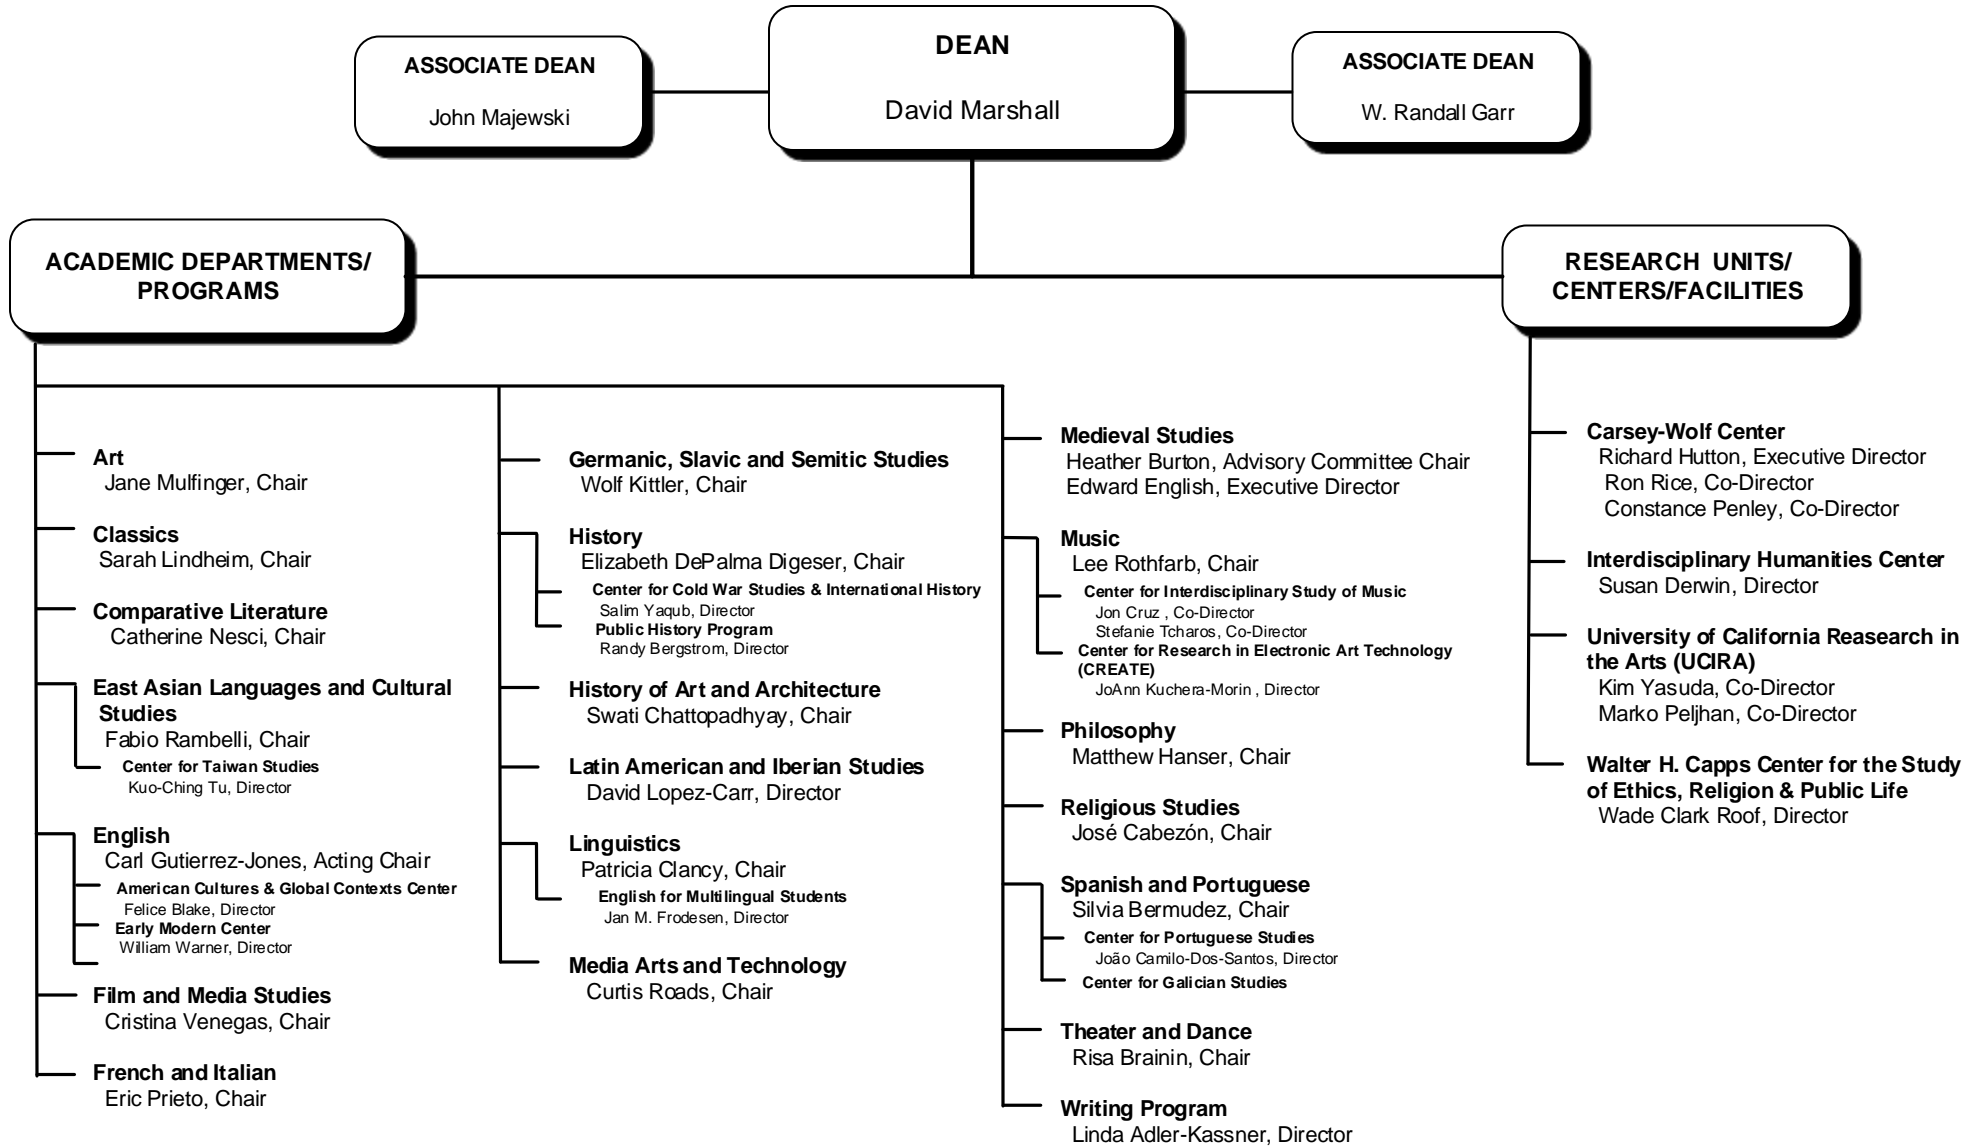 DEAN
David Marshall
ASSOCIATE DEAN
John Majewski
ASSOCIATE DEAN
W. Randall Garr
ACADEMIC DEPARTMENTS/
PROGRAMS
RESEARCH UNITS/
CENTERS/FACILITIES
Art
Jane Mulfinger, Chair
Classics
Sarah Lindheim, Chair
Comparative Literature
Catherine Nesci, Chair
East Asian Languages and Cultural
Studies
Fabio Rambelli, Chair
Center for Taiwan Studies
Kuo-Ching Tu, Director
English
Carl Gutierrez-Jones, Acting Chair
American Cultures & Global Contexts Center
Felice Blake, Director
Early Modern Center
William Warner, Director
Film and Media Studies
Cristina Venegas, Chair
French and Italian
Eric Prieto, Chair
Germanic, Slavic and Semitic Studies
Wolf Kittler, Chair
History
Elizabeth DePalma Digeser, Chair
Center for Cold War Studies & International History
Salim Yaqub, Director
Public History Program
Randy Bergstrom, Director
History of Art and Architecture
Swati Chattopadhyay, Chair
Latin American and Iberian Studies
David Lopez-Carr, Director
Linguistics
Patricia Clancy, Chair
English for Multilingual Students
Jan M. Frodesen, Director
Media Arts and Technology
Curtis Roads, Chair
Medieval Studies
Heather Burton, Advisory Committee Chair
Edward English, Executive Director
Music
Lee Rothfarb, Chair
Center for Interdisciplinary Study of Music
Jon Cruz , Co-Director
Stefanie Tcharos, Co-Director
Center for Research in Electronic Art Technology
(CREATE)
JoAnn Kuchera-Morin , Director
Philosophy
Matthew Hanser, Chair
Religious Studies
José Cabezón, Chair
Spanish and Portuguese
Silvia Bermudez, Chair
Center for Portuguese Studies
João Camilo-Dos-Santos, Director
Center for Galician Studies
Theater and Dance
Risa Brainin, Chair
Writing Program
Linda Adler-Kassner, Director
Carsey-Wolf Center
Richard Hutton, Executive Director
Ron Rice, Co-Director
Constance Penley, Co-Director
Interdisciplinary Humanities Center
Susan Derwin, Director
University of California Reasearch in
the Arts (UCIRA)
Kim Yasuda, Co-Director
Marko Peljhan, Co-Director
Walter H. Capps Center for the Study
of Ethics, Religion & Public Life
Wade Clark Roof, Director